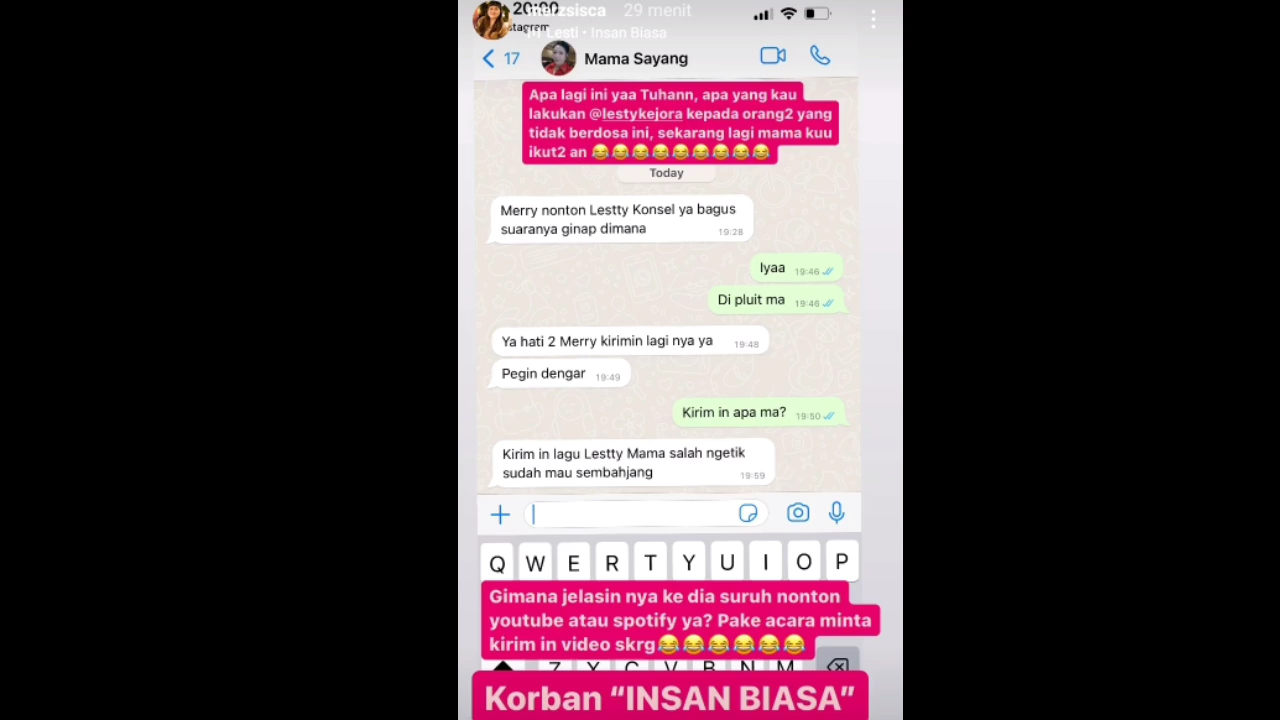 20:00
merzsisca 29 menit
Lesti • Insan Biasa
17 Mama Sayang
Apa lagi ini yaa Tuhann, apa yang kau
lakukan @lestykejora kepada orang2 yang
tidak berdosa ini, sekarang lagi mama kuu
ikut2 an 😂😂😂😂😂😂😂😂😂
Today
Merry nonton Lestty Konsel ya bagus
suaranya ginap dimana
19:28
Iyaa 19:46
Di pluit ma 19:46
Ya hati 2 Merry kirimin lagi nya ya 19:48
Pegin dengar 19:49
Kirim in apa ma? 19:50
Kirim in lagu Lestty Mama salah ngetik
sudah mau sembahjang
19:59
Q W E R T Y U I O P
Gimana jelasin nya ke dia suruh nonton
youtube atau spotify ya? Pake acara minta
kirim in video skrg😂😂😂😂😂😂
Z X C V B N M
Korban “INSAN BIASA”